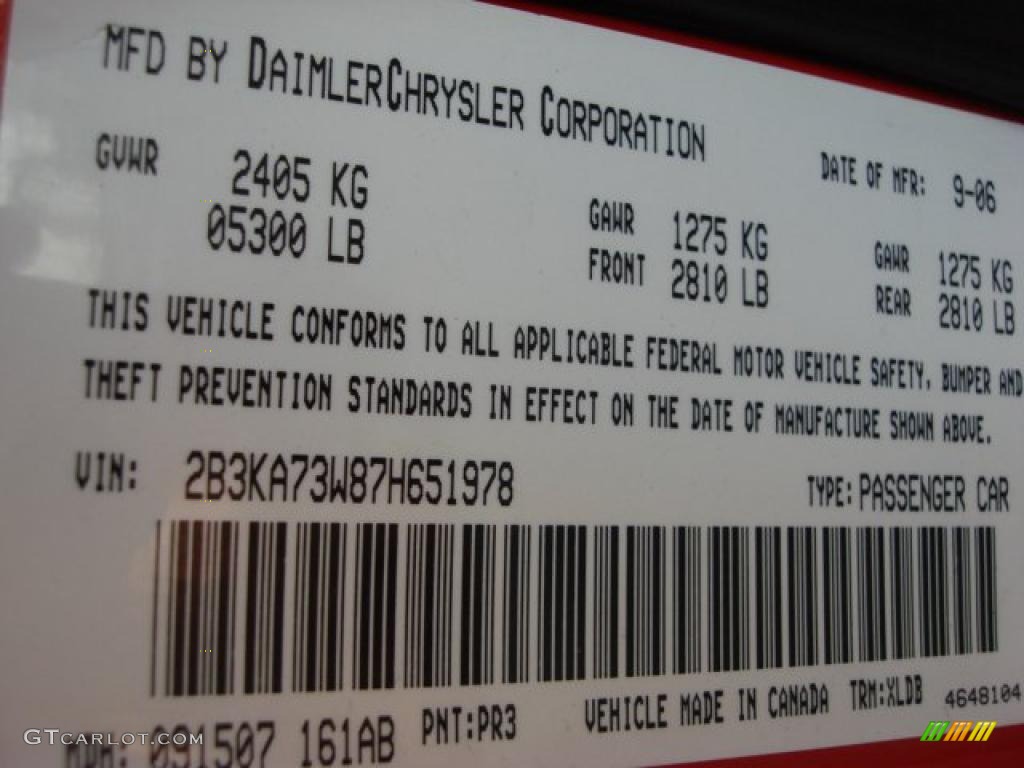 MFD BY DAIMLERCHRYSLER CORPORATION
DATE OF MFR: 9-06
GVWR 2405 KG
05300 LB
GAWR 1275 KG
FRONT 2810 LB
GAWR 1275 KG
REAR 2810 LB
THIS VEHICLE CONFORMS TO ALL APPLICABLE FEDERAL MOTOR VEHICLE SAFETY, BUMPER AND
THEFT PREVENTION STANDARDS IN EFFECT ON THE DATE OF MANUFACTURE SHOWN ABOVE.
VIN: 2B3KA73W87H651978
TYPE: PASSENGER CAR
MDH: 091507 161AB
PNT:PR3
VEHICLE MADE IN CANADA
TRM:XLDB
4648104
GTCARLOT.COM